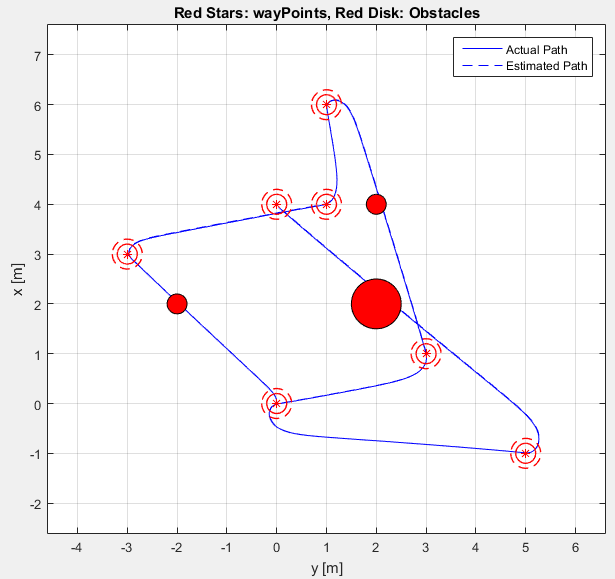 Red Stars: wayPoints, Red Disk: Obstacles
Actual Path
Estimated Path
7
6
5
4
3
2
1
0
-1
-2
x [m]
-4 -3 -2 -1 0 1 2 3 4 5 6
y [m]